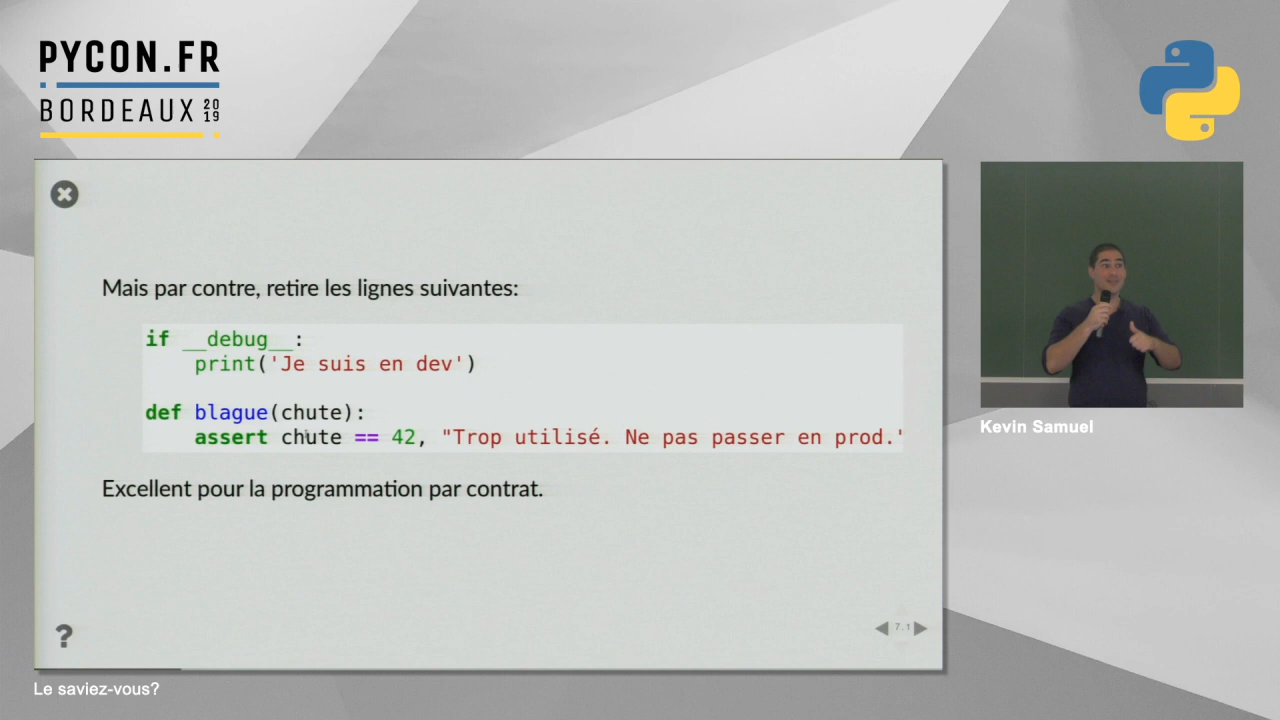 PYCON.FR
BORDEAUX 2019
Mais par contre, retire les lignes suivantes:
if __debug__:
print('Je suis en dev')
def blague(chute):
assert chute == 42, "Trop utilisé. Ne pas passer en prod.'
Excellent pour la programmation par contrat.
?
7.1
Kevin Samuel
Le saviez-vous?